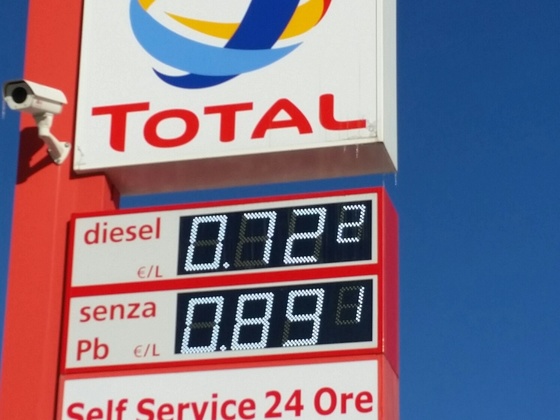 TOTAL
diesel 0.722
€/L
senza 0.891
Pb €/L
Self Service 24 Ore